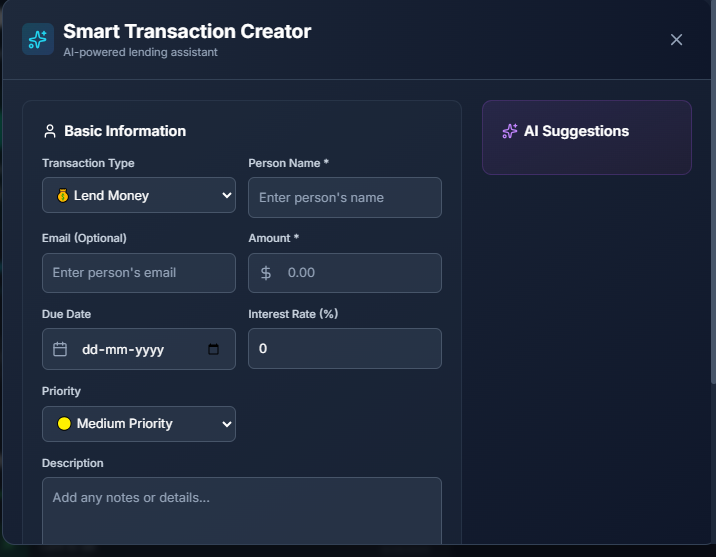 Smart Transaction Creator
AI-powered lending assistant
Basic Information
Transaction Type
Person Name *
💰 Lend Money
Enter person's name
Email (Optional)
Amount *
Enter person's email
$ 0.00
Due Date
Interest Rate (%)
dd-mm-yyyy
0
Priority
🟡 Medium Priority
Description
Add any notes or details...
AI Suggestions